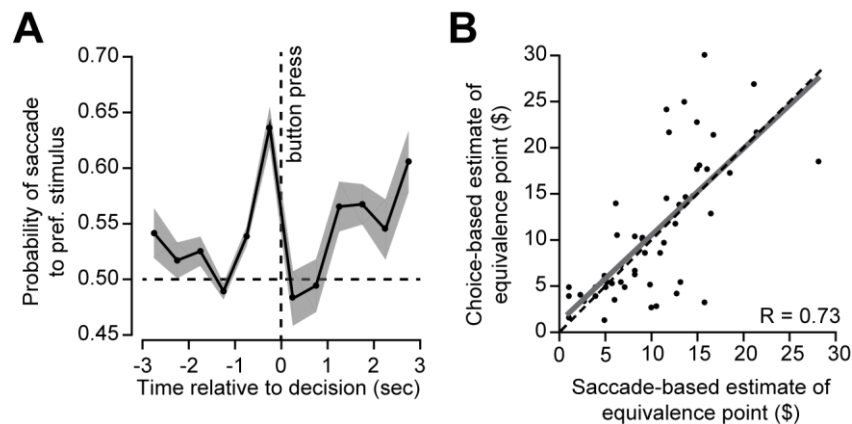 A
0.70
0.65
0.60
0.55
0.50
0.45
Probability of saccade
to pref. stimulus
button press
-3 -2 -1 0 1 2 3
Time relative to decision (sec)
B
30
25
20
15
10
5
0
Choice-based estimate of
equivalence point ($)
R = 0.73
0 5 10 15 20 25 30
Saccade-based estimate of
equivalence point ($)